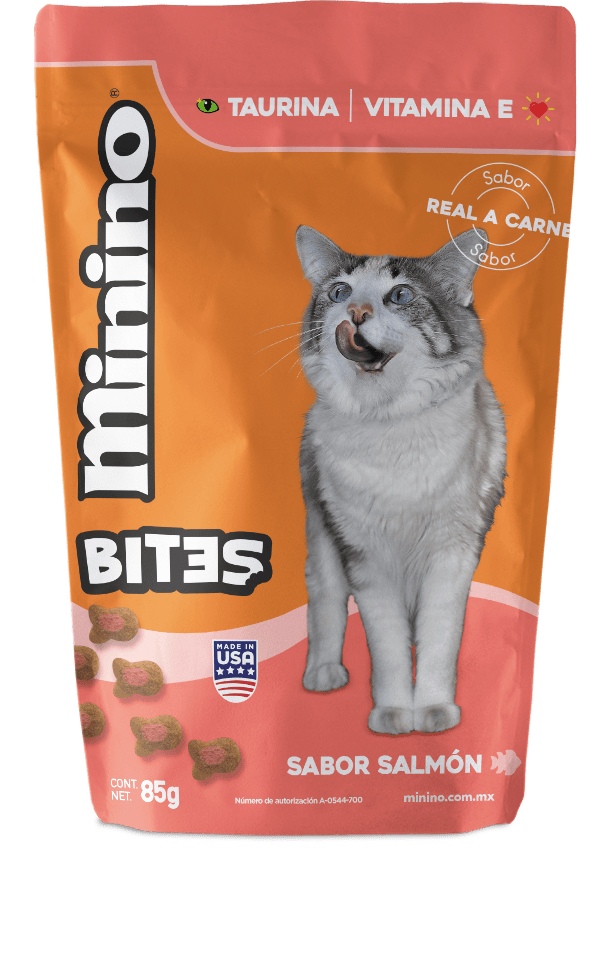 TAURINA | VITAMINA E
minino®
Sabor
REAL A CARNE
Sabor
BITES
MADE IN
USA
SABOR SALMÓN
CONT.
NET. 85g
Número de autorización A-0544-700
minino.com.mx